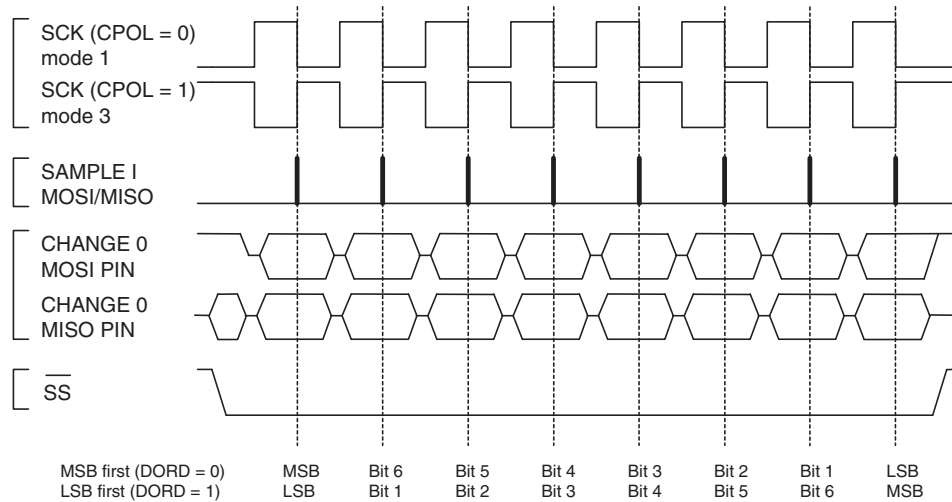 SCK (CPOL = 0)
mode 1
SCK (CPOL = 1)
mode 3
SAMPLE I
MOSI/MISO
CHANGE 0
MOSI PIN
CHANGE 0
MISO PIN
SS
MSB first (DORD = 0) MSB Bit 6 Bit 5 Bit 4 Bit 3 Bit 2 Bit 1 LSB
LSB first (DORD = 1) LSB Bit 1 Bit 2 Bit 3 Bit 4 Bit 5 Bit 6 MSB